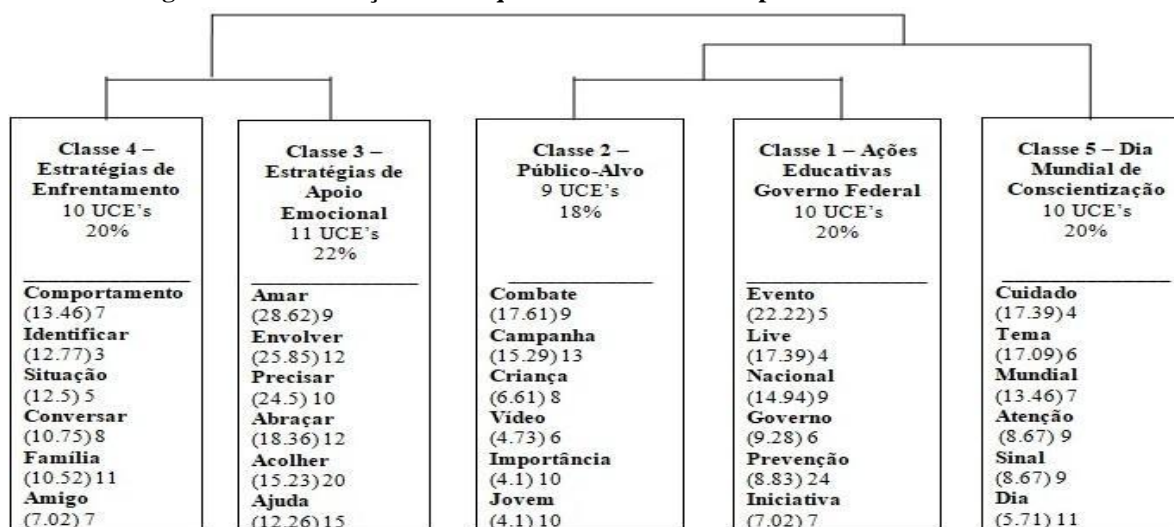 Classe 4 –
Estratégias de
Enfrentamento
10 UCE's
20%
Comportamento
(13.46) 7
Identificar
(12.77) 3
Situação
(12.5) 5
Conversar
(10.75) 8
Família
(10.52) 11
Amigo
(7.02) 7
Classe 3 –
Estratégias de
Apoio
Emocional
11 UCE's
22%
Amar
(28.62) 9
Envolver
(25.85) 12
Precisar
(24.5) 10
Abraçar
(18.36) 12
Acolher
(15.23) 20
Ajuda
(12.26) 15
Classe 2 –
Público-Alvo
9 UCE's
18%
Combate
(17.61) 9
Campanha
(15.29) 13
Criança
(6.61) 8
Vídeo
(4.73) 6
Importância
(4.1) 10
Jovem
(4.1) 10
Classe 1 – Ações
Educativas
Governo Federal
10 UCE's
20%
Evento
(22.22) 5
Live
(17.39) 4
Nacional
(14.94) 9
Governo
(9.28) 6
Prevenção
(8.83) 24
Iniciativa
(7.02) 7
Classe 5 – Dia
Mundial de
Conscientização
10 UCE's
20%
Cuidado
(17.39) 4
Tema
(17.09) 6
Mundial
(13.46) 7
Atenção
(8.67) 9
Sinal
(8.67) 9
Dia
(5.71) 11